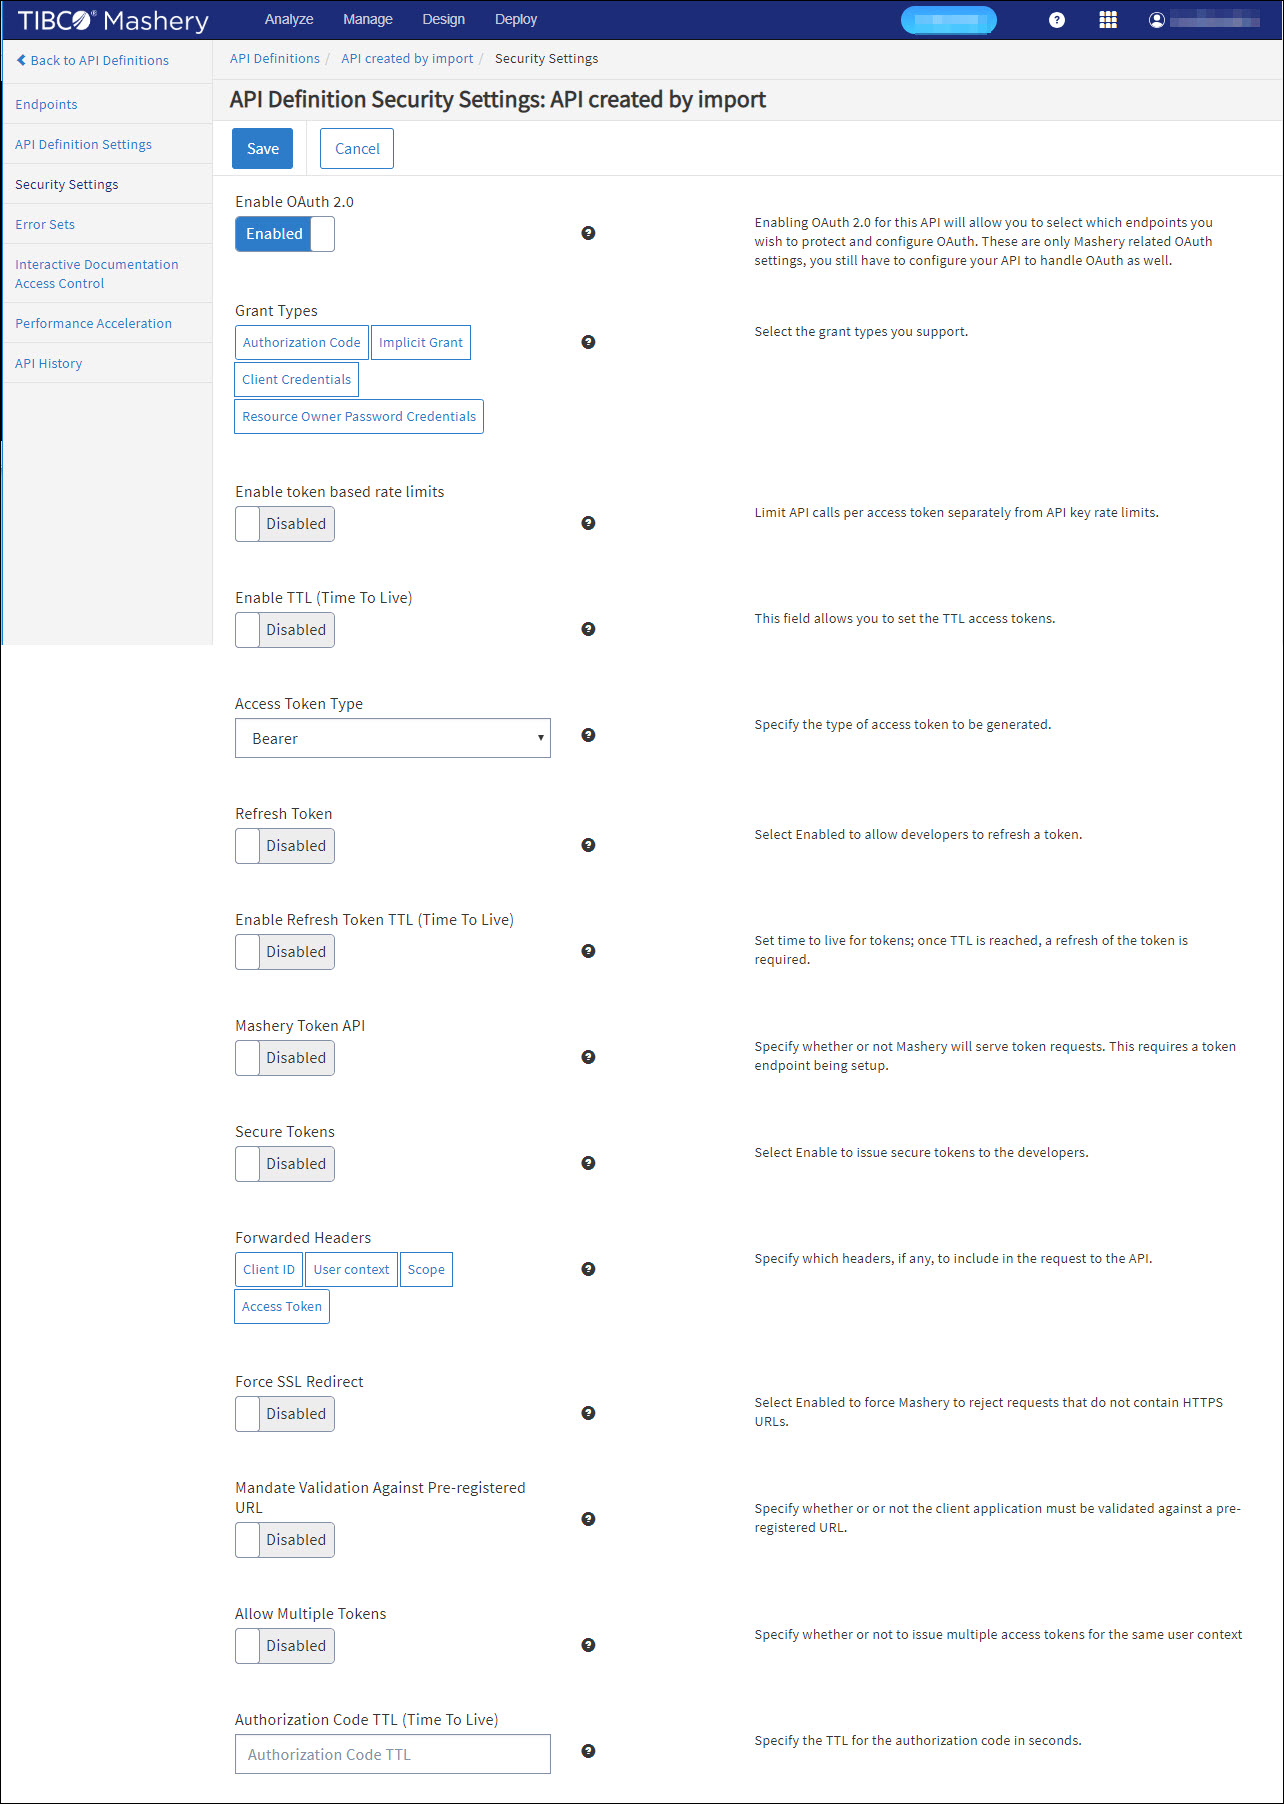 TIBCO® Mashery
Analyze Manage Design Deploy
Back to API Definitions
API Definitions / API created by import / Security Settings
Endpoints
API Definition Settings
Security Settings
Error Sets
Interactive Documentation
Access Control
Performance Acceleration
API History
API Definition Security Settings: API created by import
Save Cancel
Enable OAuth 2.0
Enabled
Enabling OAuth 2.0 for this API will allow you to select which endpoints you
wish to protect and configure OAuth. These are only Mashery related OAuth
settings, you still have to configure your API to handle OAuth as well.
Grant Types
Authorization Code Implicit Grant
Client Credentials
Resource Owner Password Credentials
Select the grant types you support.
Enable token based rate limits
Disabled
Limit API calls per access token separately from API key rate limits.
Enable TTL (Time To Live)
Disabled
This field allows you to set the TTL access tokens.
Access Token Type
Bearer
Specify the type of access token to be generated.
Refresh Token
Disabled
Select Enabled to allow developers to refresh a token.
Enable Refresh Token TTL (Time To Live)
Disabled
Set time to live for tokens; once TTL is reached, a refresh of the token is
required.
Mashery Token API
Disabled
Specify whether or not Mashery will serve token requests. This requires a token
endpoint being setup.
Secure Tokens
Disabled
Select Enable to issue secure tokens to the developers.
Forwarded Headers
Client ID User context Scope
Access Token
Specify which headers, if any, to include in the request to the API.
Force SSL Redirect
Disabled
Select Enabled to force Mashery to reject requests that do not contain HTTPS
URLs.
Mandate Validation Against Pre-registered
URL
Disabled
Specify whether or or not the client application must be validated against a pre-
registered URL.
Allow Multiple Tokens
Disabled
Specify whether or not to issue multiple access tokens for the same user context
Authorization Code TTL (Time To Live)
Authorization Code TTL
Specify the TTL for the authorization code in seconds.